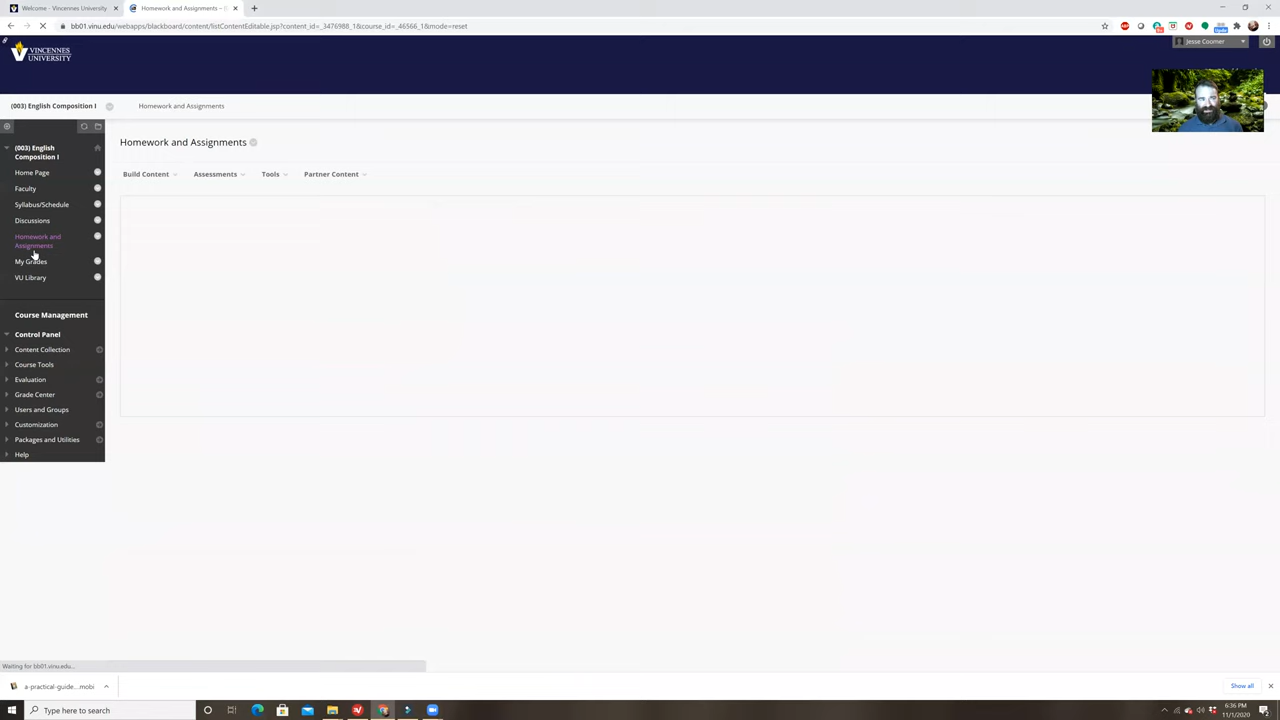 Welcome - Vincennes University
Homework and Assignments – (
bb01.vinu.edu/webapps/blackboard/content/listContentEditable.jsp?content_id=_3476988_1&course_id=_46566_1&mode=reset
VINCENNES
UNIVERSITY
Jesse Coomer
(003) English Composition I
Homework and Assignments
(003) English
Composition I
Home Page
Faculty
Syllabus/Schedule
Discussions
Homework and
Assignments
My Grades
VU Library
Course Management
Control Panel
Content Collection
Course Tools
Evaluation
Grade Center
Users and Groups
Customization
Packages and Utilities
Help
Homework and Assignments
Build Content
Assessments
Tools
Partner Content
Waiting for bb01.vinu.edu...
a-practical-guide....mobi
Show all
Type here to search
6:36 PM
11/1/2020